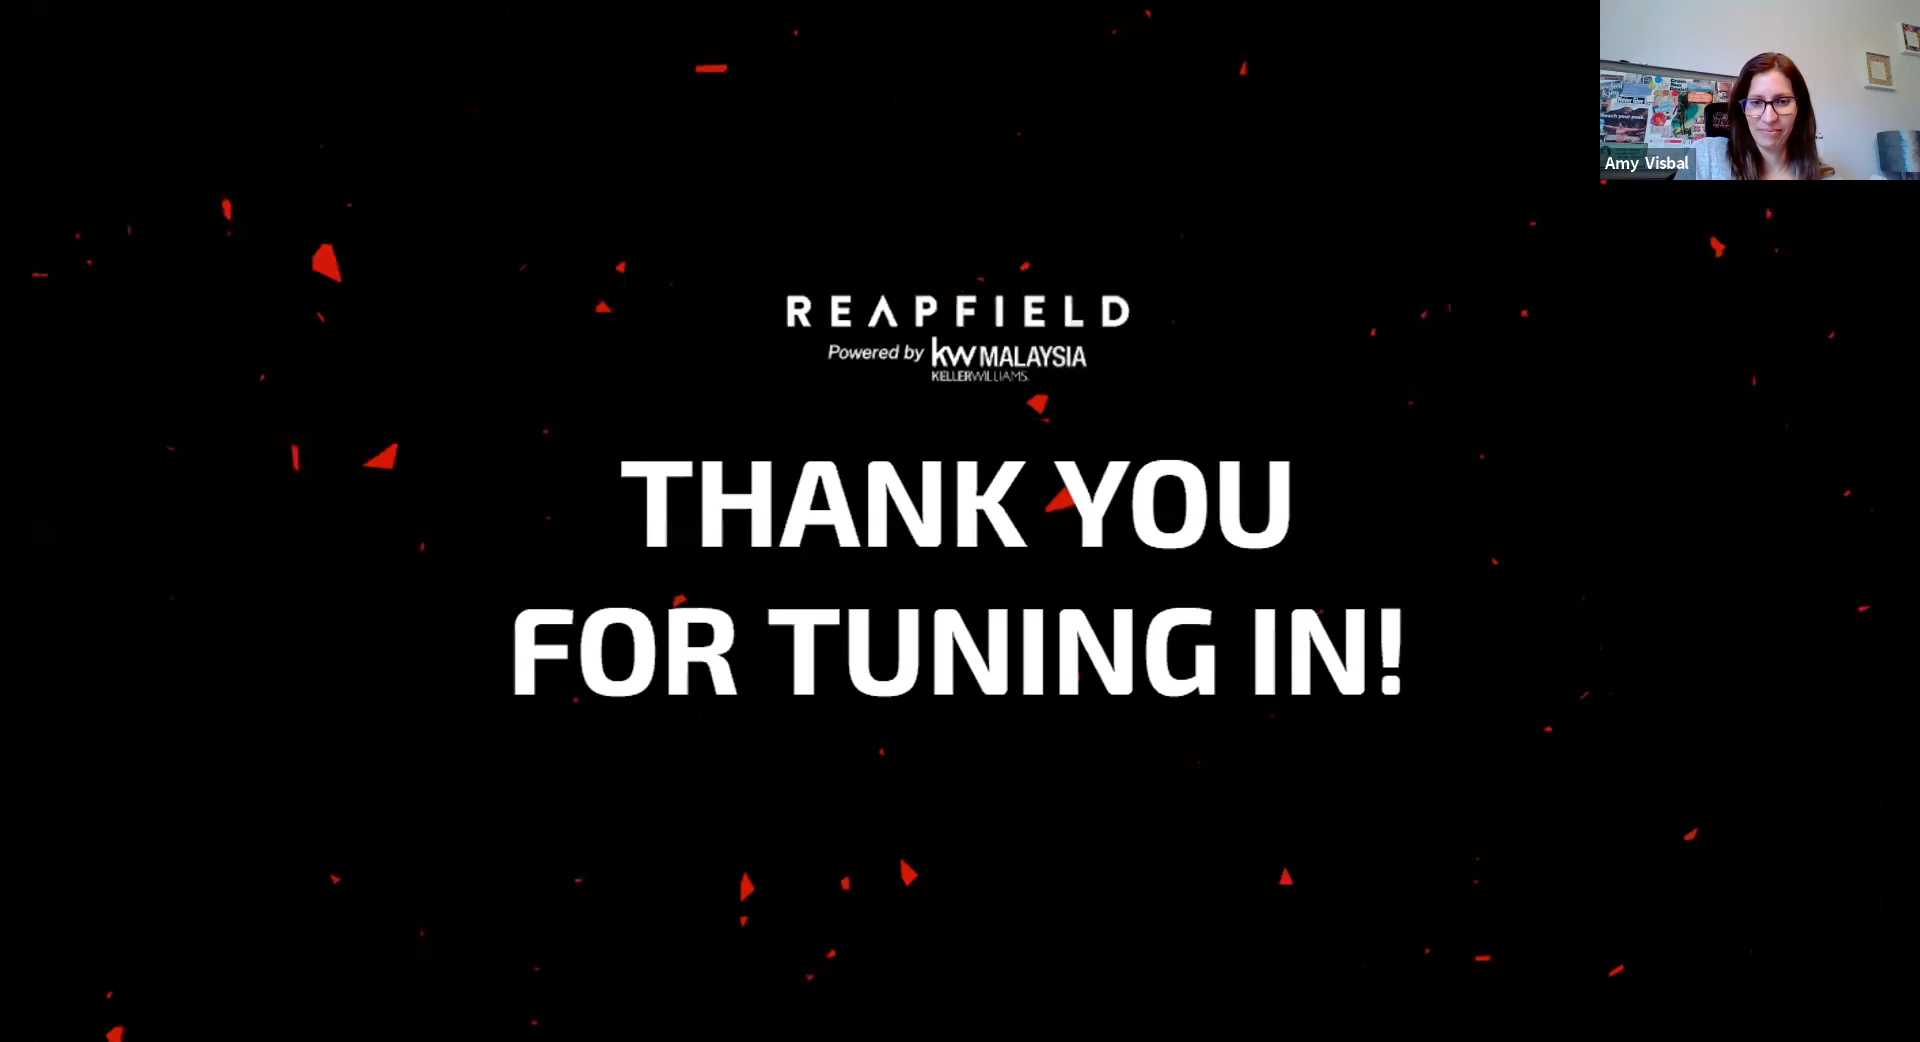 REAPFIELD
Powered by kw MALAYSIA
KELLERWILLIAMS.
THANK YOU
FOR TUNING IN!
Amy Visbal